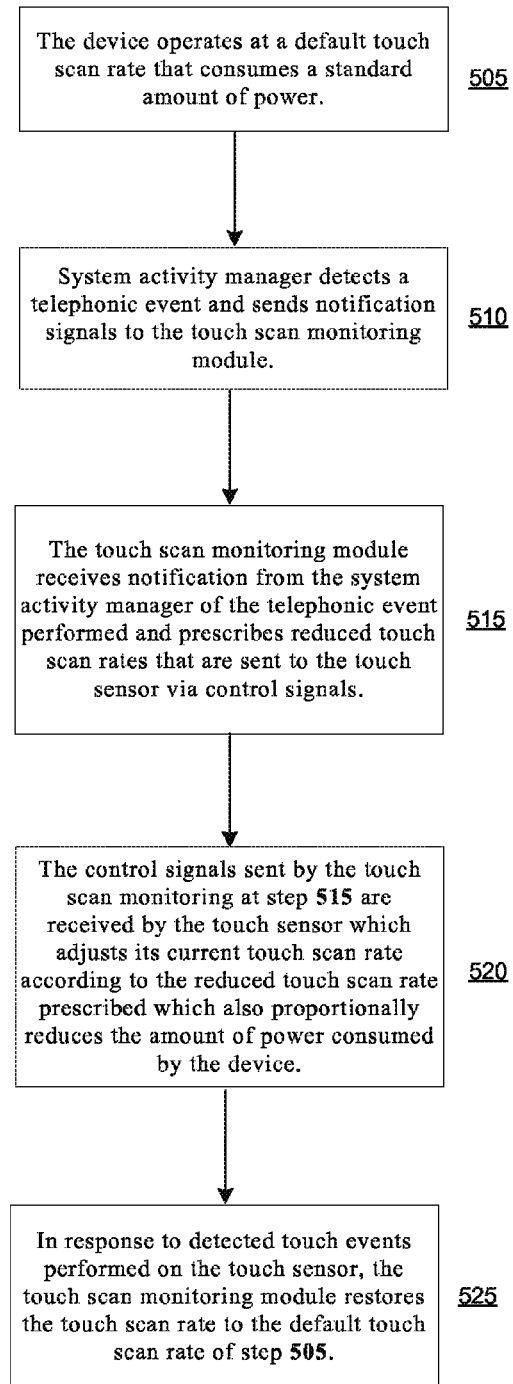 The device operates at a default touch
scan rate that consumes a standard
amount of power.
505
System activity manager detects a
telephonic event and sends notification
signals to the touch scan monitoring
module.
510
The touch scan monitoring module
receives notification from the system
activity manager of the telephonic event
performed and prescribes reduced touch
scan rates that are sent to the touch
sensor via control signals.
515
The control signals sent by the touch
scan monitoring at step 515 are
received by the touch sensor which
adjusts its current touch scan rate
according to the reduced touch scan rate
prescribed which also proportionally
reduces the amount of power consumed
by the device.
520
In response to detected touch events
performed on the touch sensor, the
touch scan monitoring module restores
the touch scan rate to the default touch
scan rate of step 505.
525